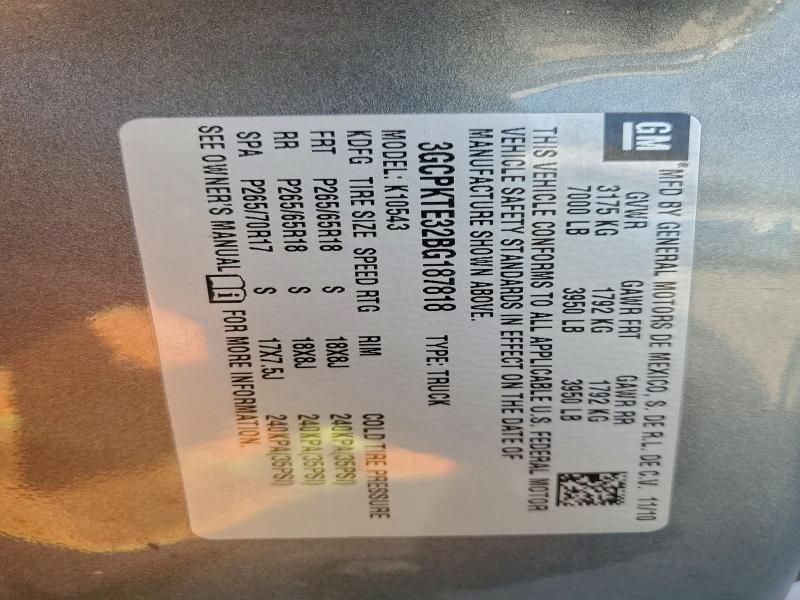 GM
®MFD BY GENERAL MOTORS DE MEXICO, S. DE R.L. DE C.V. 11/10
GVWR GAWR FRT GAWR RR
3175 KG 1792 KG 1792 KG
7000 LB 3950 LB 3950 LB
THIS VEHICLE CONFORMS TO ALL APPLICABLE U.S. FEDERAL MOTOR
VEHICLE SAFETY STANDARDS IN EFFECT ON THE DATE OF
MANUFACTURE SHOWN ABOVE.
3GCPKTE32BG187818 TYPE: TRUCK
MODEL: K10543
KDFG TIRE SIZE SPEED RTG RIM COLD TIRE PRESSURE
FRT P265/65R18 S 18X8J 240KPA(35PSI)
RR P265/65R18 S 18X8J 240KPA(35PSI)
SPA P265/70R17 S 17X7.5J 240KPA(35PSI)
SEE OWNER'S MANUAL FOR MORE INFORMATION.